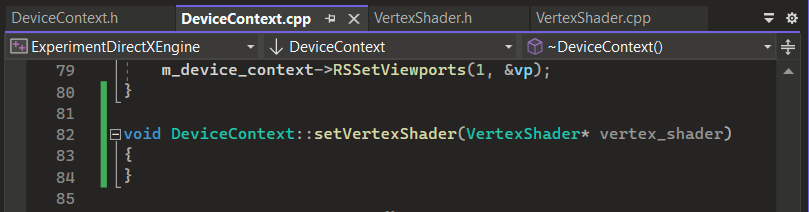 DeviceContext.h DeviceContext.cpp VertexShader.h VertexShader.cpp
ExperimentDirectXEngine DeviceContext ~DeviceContext()
79 m_device_context->RSSetViewports(1, &vp);
80 }
81
82 void DeviceContext::setVertexShader(VertexShader* vertex_shader)
83 {
84 }
85